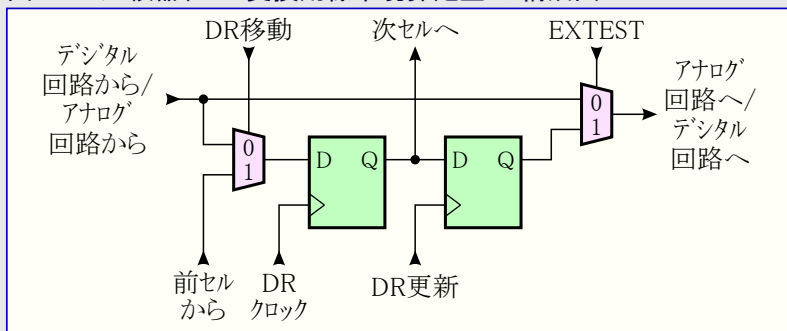 DR移動
次セルへ
EXTEST
デジタル
回路から/
アナログ
回路から
アナログ
回路へ/
デジタル
回路へ
0
1
0
1
D
Q
D
Q
前セル
から
DR
クロック
DR更新